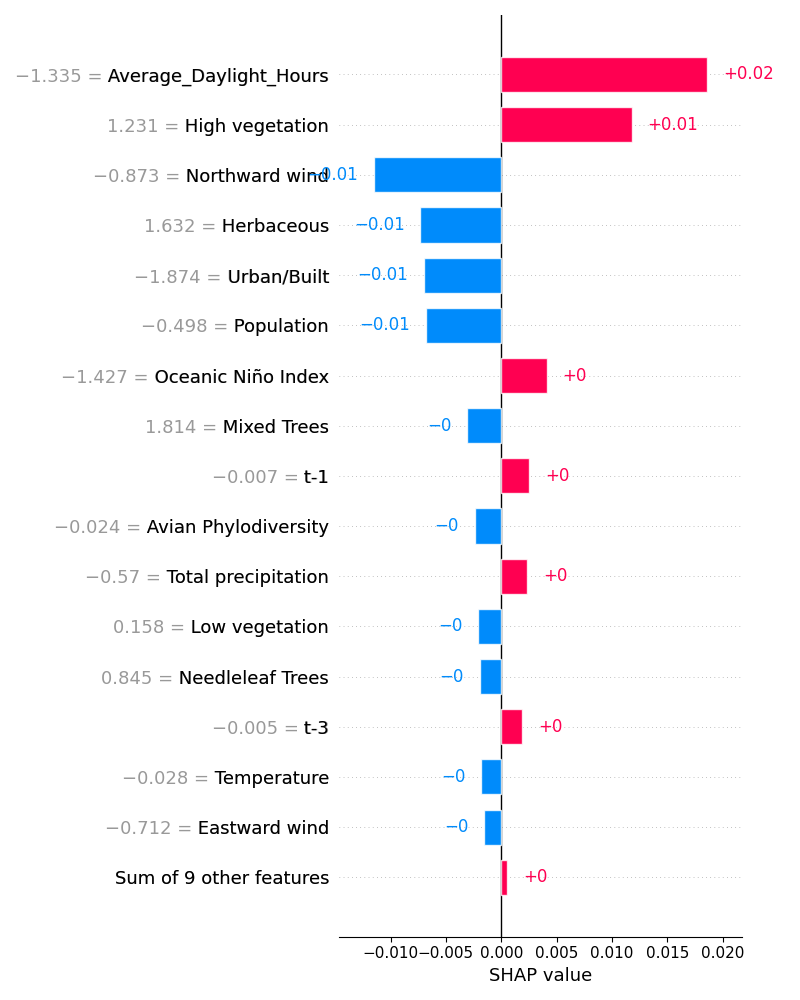 −1.335 = Average_Daylight_Hours +0.02
1.231 = High vegetation +0.01
−0.873 = Northward wind −0.01
1.632 = Herbaceous −0.01
−1.874 = Urban/Built −0.01
−0.498 = Population −0.01
−1.427 = Oceanic Niño Index +0
1.814 = Mixed Trees −0
−0.007 = t-1 +0
−0.024 = Avian Phylodiversity −0
−0.57 = Total precipitation +0
0.158 = Low vegetation −0
0.845 = Needleleaf Trees −0
−0.005 = t-3 +0
−0.028 = Temperature −0
−0.712 = Eastward wind −0
Sum of 9 other features +0
−0.010 −0.005 0.000 0.005 0.010 0.015 0.020
SHAP value